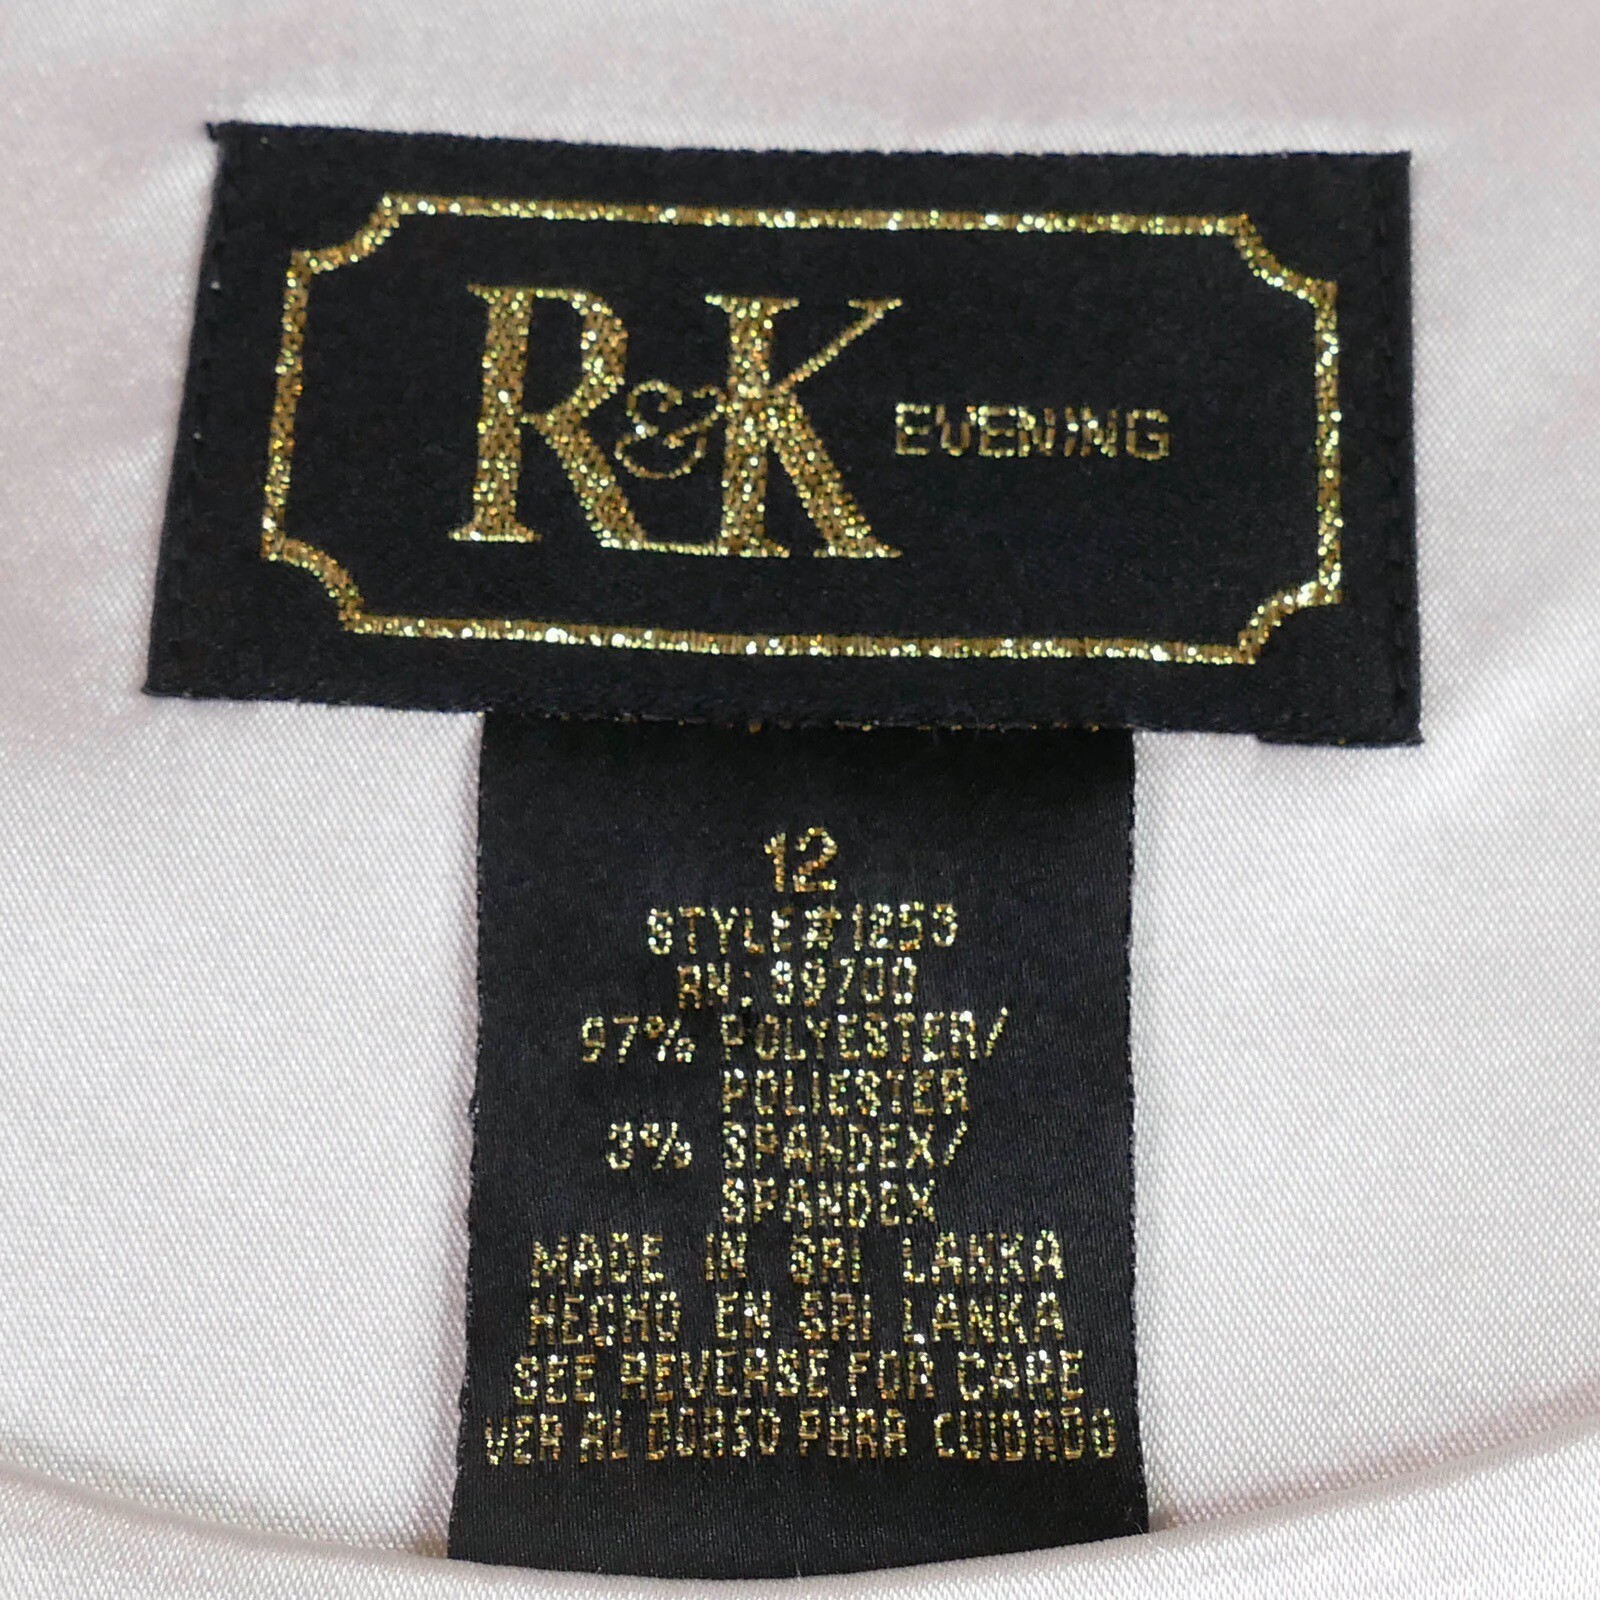 R&K EVENING
12
STYLE#1253
RN: 89700
97% POLYESTER/
POLIESTER
3% SPANDEX/
SPANDEX
MADE IN SRI LANKA
HECHO EN SRI LANKA
SEE REVERSE FOR CARE
VER AL DORSO PARA CUIDADO